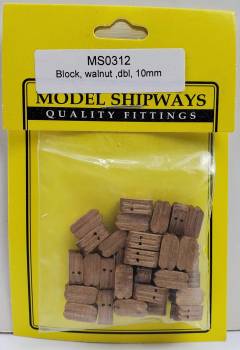 MS0312
Block, walnut ,dbl, 10mm
MODEL SHIPWAYS
QUALITY FITTINGS